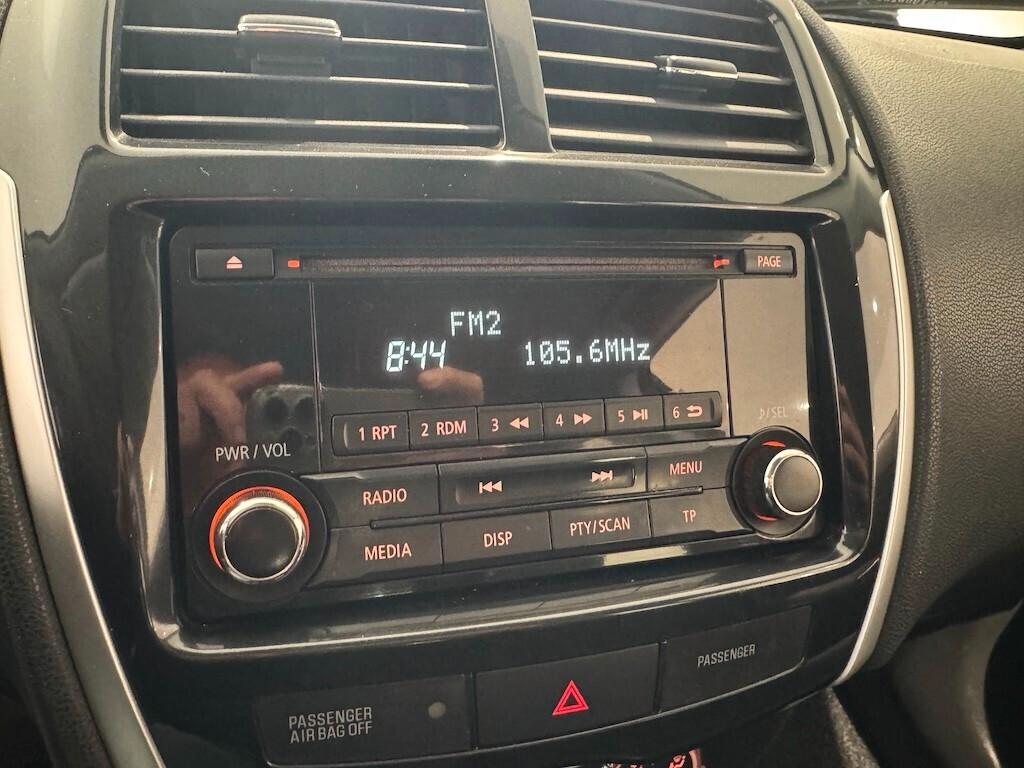 PAGE
FM2
8:44 105.6MHz
1 RPT 2 RDM 3 4 5 6
/SEL
PWR / VOL
RADIO MENU
MEDIA DISP PTY/SCAN TP
PASSENGER
PASSENGER
AIR BAG OFF